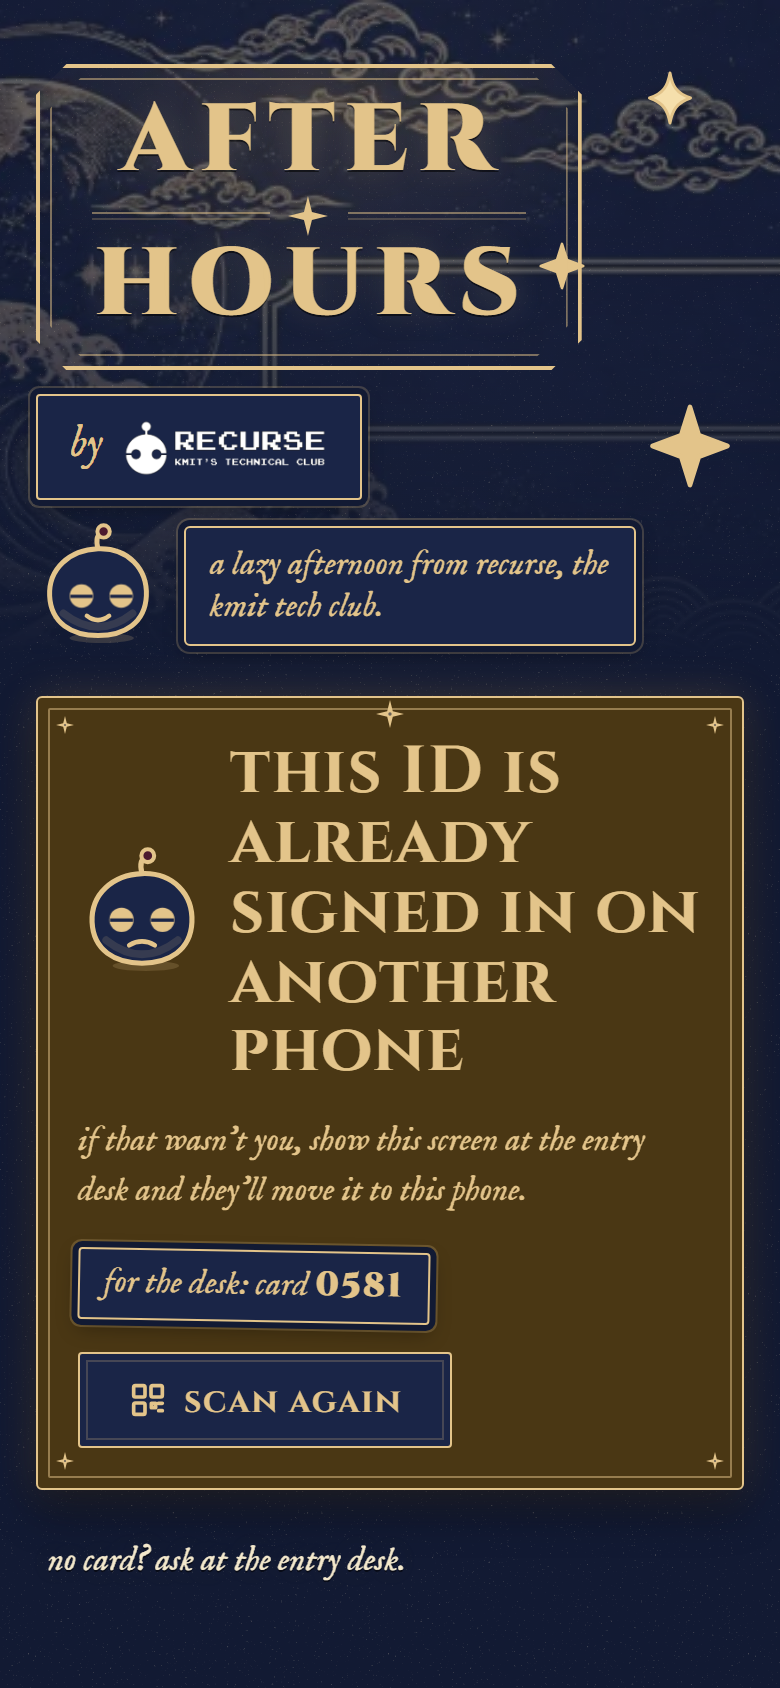 AFTER
HOURS
by RECURSE
KMIT'S TECHNICAL CLUB
a lazy afternoon from recurse, the
kmit tech club.
THIS ID IS
ALREADY
SIGNED IN ON
ANOTHER
PHONE
if that wasn't you, show this screen at the entry
desk and they'll move it to this phone.
for the desk: card 0581
SCAN AGAIN
no card? ask at the entry desk.